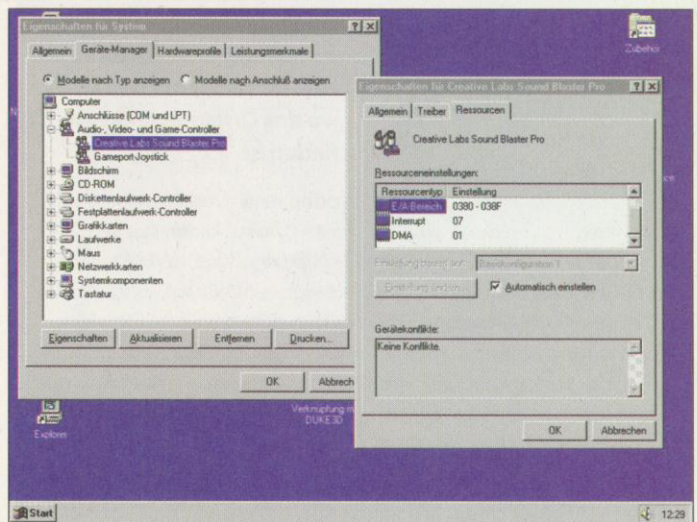 Eigenschaften für System
Allgemein Geräte-Manager Hardwareprofile Leistungsmerkmale
Modelle nach Typ anzeigen Modelle nach Anschluß anzeigen
Computer
Anschlüsse (COM und LPT)
Audio-, Video- und Game-Controller
Creative Labs Sound Blaster Pro
Gameport-Joystick
Bildschirm
CD-ROM
Diskettenlaufwerk-Controller
Festplattenlaufwerk-Controller
Grafikkarten
Laufwerke
Maus
Netzwerkkarten
Systemkomponenten
Tastatur
Eigenschaften Aktualisieren Entfernen Drucken...
OK Abbrech
Eigenschaften für Creative Labs Sound Blaster Pro
Allgemein Treiber Ressourcen
Creative Labs Sound Blaster Pro
Ressourceneinstellungen:
Ressourcentyp Einstellung
E/A-Bereich 0380 - 038F
Interrupt 07
DMA 01
Einstellung basiert auf: Basiskonfiguration 1
Einstellung ändern... Automatisch einstellen
Gerätekonflikte:
Keine Konflikte.
OK Abbrechen
Zubehör
Explorer
Verknüpfung m
DUKE3D
Start
12:29